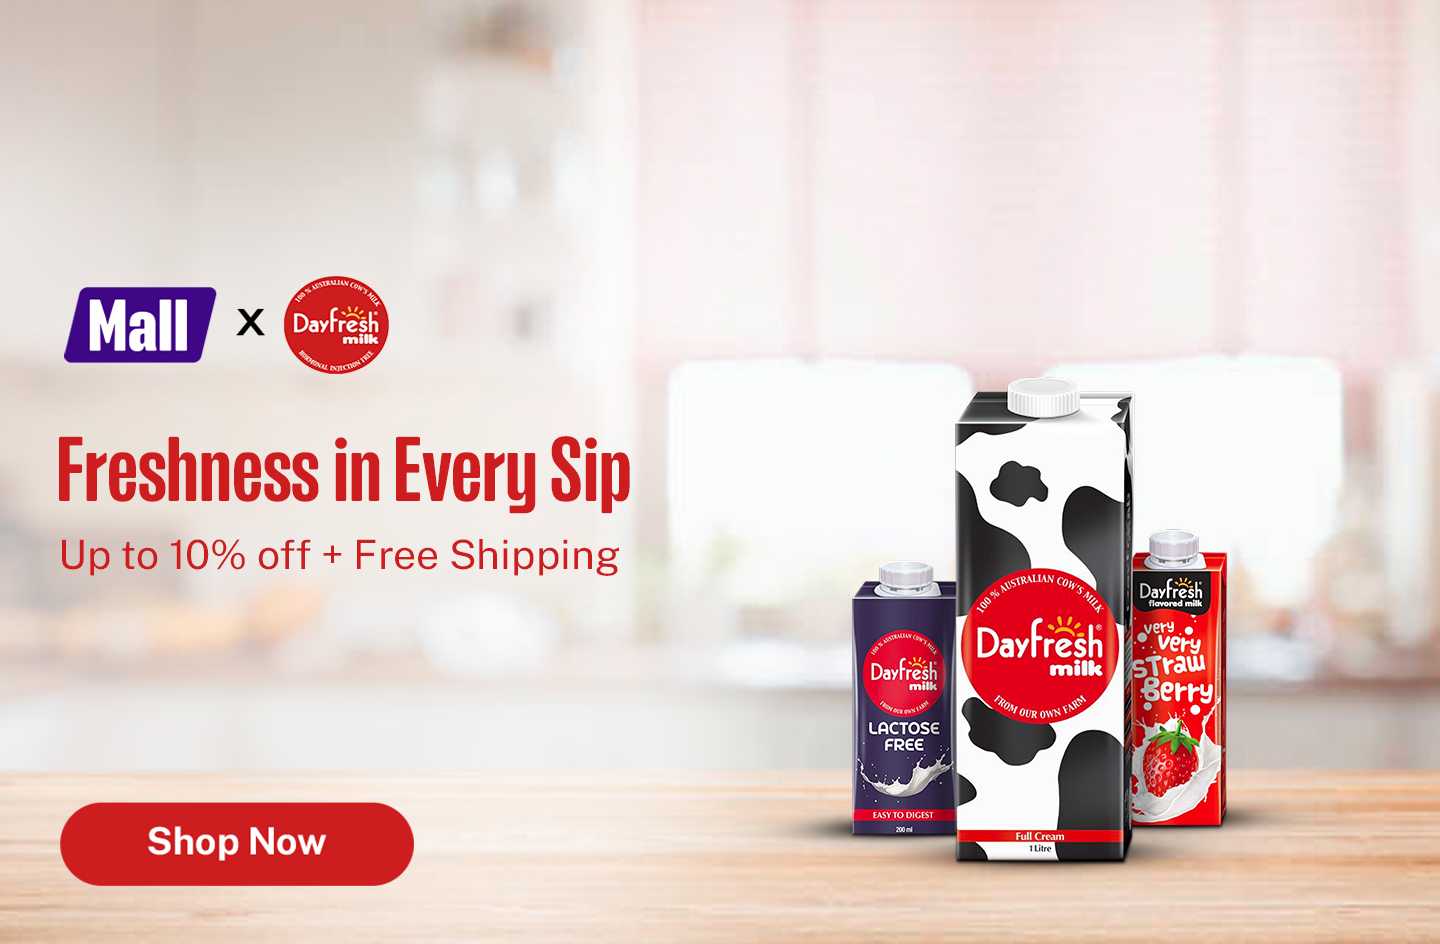 Mall x 100 % AUSTRALIAN COW'S MILK
Dayfresh
milk
HORMONAL INJECTION FREE
Freshness in Every Sip
Up to 10% off + Free Shipping
Shop Now
100 % AUSTRALIAN COW'S MILK
Dayfresh
milk
FROM OUR OWN FARM
LACTOSE
FREE
EASY TO DIGEST
200 ml
100 % AUSTRALIAN COW'S MILK
Dayfresh®
milk
FROM OUR OWN FARM
Full Cream
1 Litre
Dayfresh
flavored milk
very
very
straw
Berry